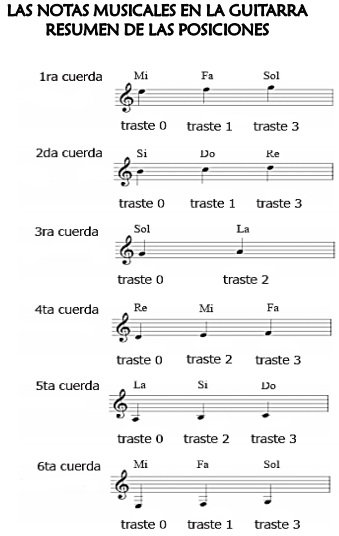 LAS NOTAS MUSICALES EN LA GUITARRA
RESUMEN DE LAS POSICIONES
1ra cuerda Mi Fa Sol
traste 0 traste 1 traste 3
2da cuerda Si Do Re
traste 0 traste 1 traste 3
3ra cuerda Sol La
traste 0 traste 2
4ta cuerda Re Mi Fa
traste 0 traste 2 traste 3
5ta cuerda La Si Do
traste 0 traste 2 traste 3
6ta cuerda Mi Fa Sol
traste 0 traste 1 traste 3